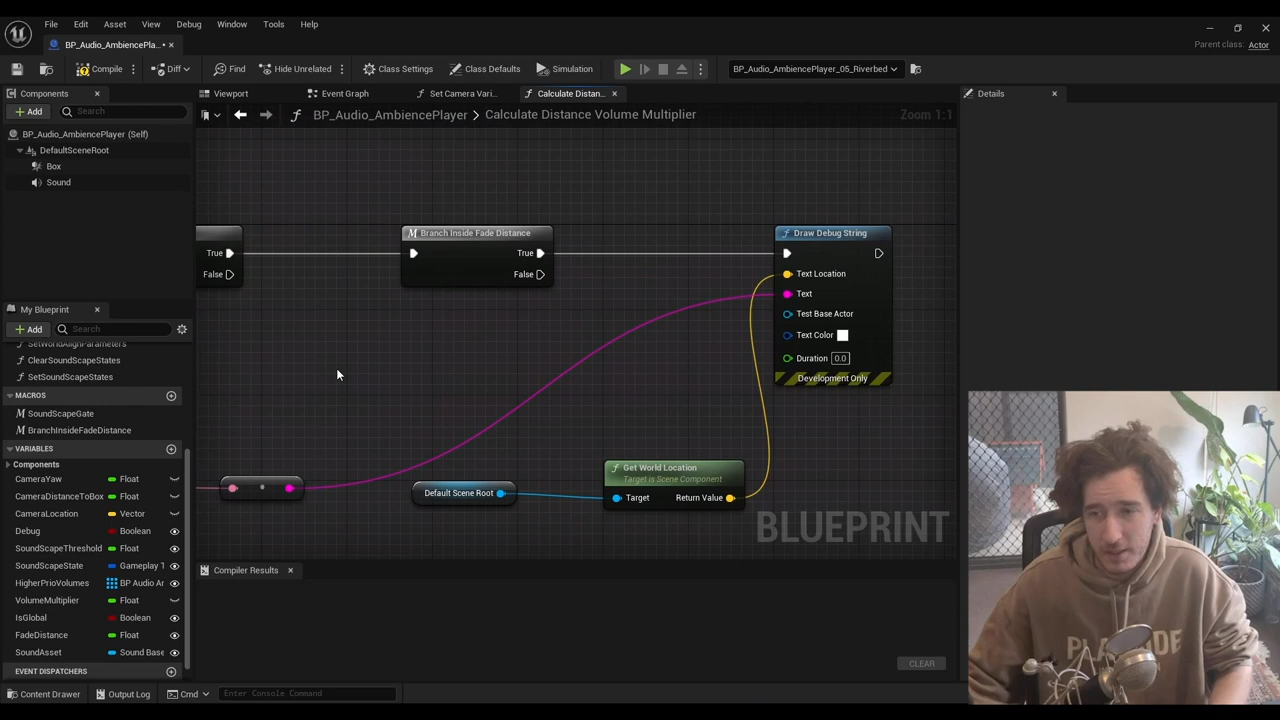 File Edit Asset View Debug Window Tools Help
BP_Audio_AmbiencePla...
Parent class: Actor
Compile Diff Find Hide Unrelated Class Settings Class Defaults Simulation BP_Audio_AmbiencePlayer_05_Riverbed
Components
Add Search
BP_Audio_AmbiencePlayer (Self)
DefaultSceneRoot
Box
Sound
Viewport Event Graph Set Camera Vari... Calculate Distan...
BP_Audio_AmbiencePlayer > Calculate Distance Volume Multiplier
Zoom 1:1
Details
True
False
Branch Inside Fade Distance
True
False
Draw Debug String
Text Location
Text
Test Base Actor
Text Color
Duration 0.0
Development Only
Default Scene Root
Get World Location
Target is Scene Component
Target Return Value
BLUEPRINT
My Blueprint
Add Search
SetWorldAlignParameters
ClearSoundScapeStates
SetSoundScapeStates
MACROS
SoundScapeGate
BranchInsideFadeDistance
VARIABLES
Components
CameraYaw Float
CameraDistanceToBox Float
CameraLocation Vector
Debug Boolean
SoundScapeThreshold Float
SoundScapeState Gameplay T
HigherPrioVolumes BP Audio Ar
VolumeMultiplier Float
IsGlobal Boolean
FadeDistance Float
SoundAsset Sound Base
EVENT DISPATCHERS
Compiler Results
CLEAR
Content Drawer Output Log Cmd Enter Console Command